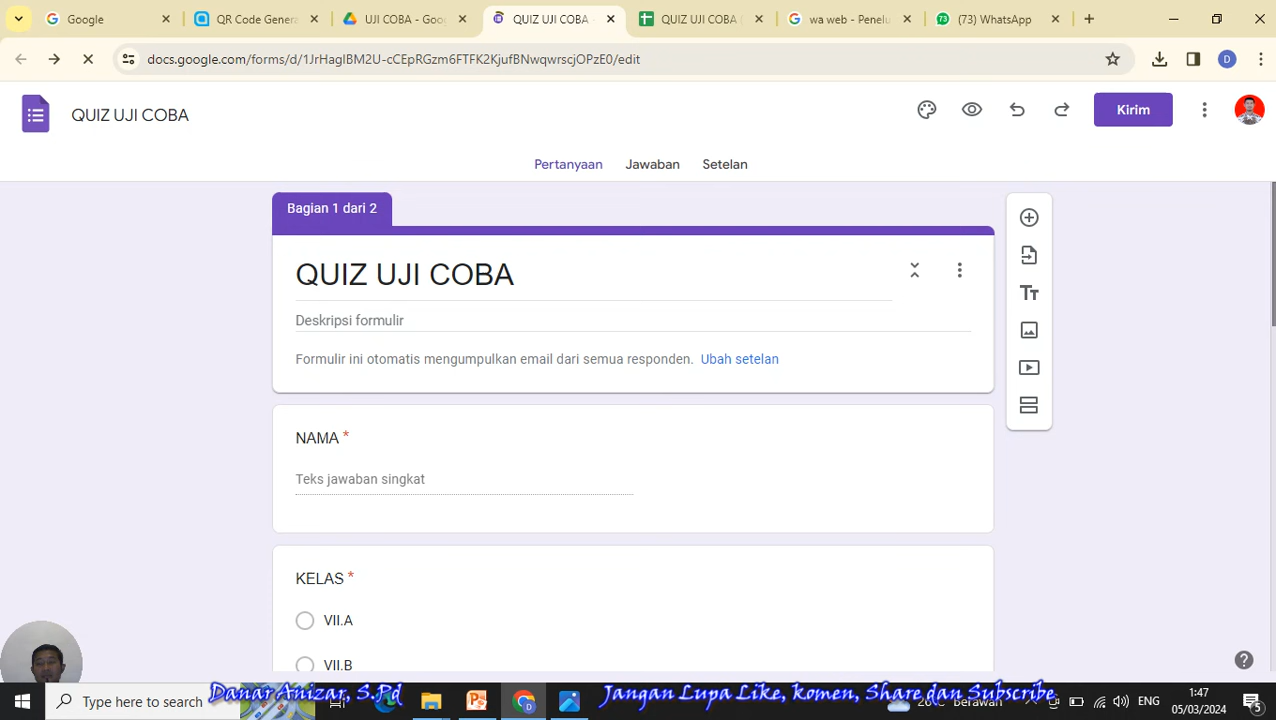 Google
QR Code Genera
UJI COBA - Goo
QUIZ UJI COBA
QUIZ UJI COBA
wa web - Penelu
(73) WhatsApp
docs.google.com/forms/d/1JrHagIBM2U-cCEpRGzm6FTFK2KjufBNwqwrscjOPzE0/edit
D
QUIZ UJI COBA
Kirim
Pertanyaan Jawaban Setelan
Bagian 1 dari 2
QUIZ UJI COBA
Deskripsi formulir
Formulir ini otomatis mengumpulkan email dari semua responden. Ubah setelan
NAMA *
Teks jawaban singkat
KELAS *
VII.A
VII.B
Type here to search
Danar Anizar, S.Pd
Jangan Lupa Like, komen, Share dan Subscribe
Berawan
ENG
1:47
05/03/2024
5